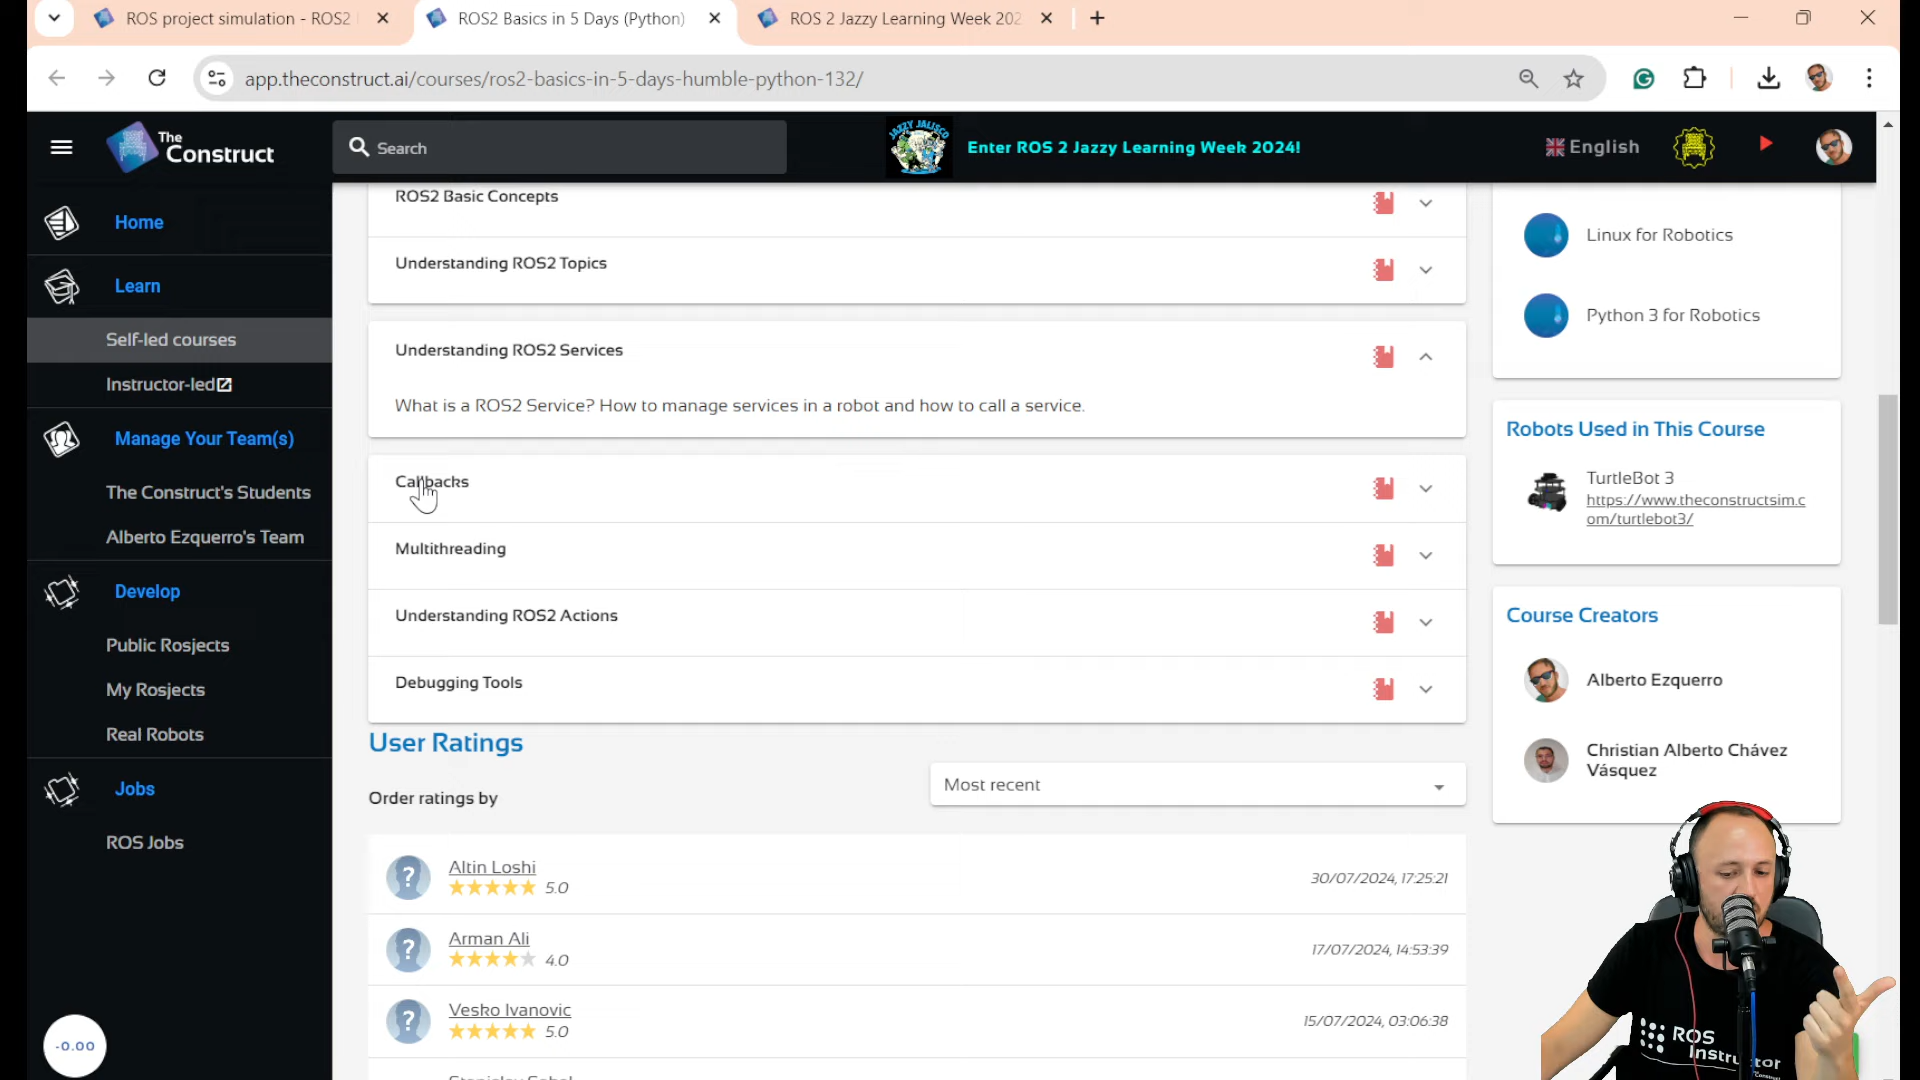 ROS project simulation - ROS2
ROS2 Basics in 5 Days (Python)
ROS 2 Jazzy Learning Week 202
app.theconstruct.ai/courses/ros2-basics-in-5-days-humble-python-132/
The Construct
Search
JAZZY JALISCO
Enter ROS 2 Jazzy Learning Week 2024!
English
Home
Learn
Self-led courses
Instructor-led
Manage Your Team(s)
The Construct's Students
Alberto Ezquerro's Team
Develop
Public Rosjects
My Rosjects
Real Robots
Jobs
ROS Jobs
-0.00
ROS2 Basic Concepts
Understanding ROS2 Topics
Understanding ROS2 Services
What is a ROS2 Service? How to manage services in a robot and how to call a service.
Callbacks
Multithreading
Understanding ROS2 Actions
Debugging Tools
User Ratings
Order ratings by
Most recent
Altin Loshi
5.0
30/07/2024, 17:25:21
Arman Ali
4.0
17/07/2024, 14:53:39
Vesko Ivanovic
5.0
15/07/2024, 03:06:38
Linux for Robotics
Python 3 for Robotics
Robots Used in This Course
TurtleBot 3
https://www.theconstructsim.c
om/turtlebot3/
Course Creators
Alberto Ezquerro
Christian Alberto Chávez
Vásquez
ROS
Instructor